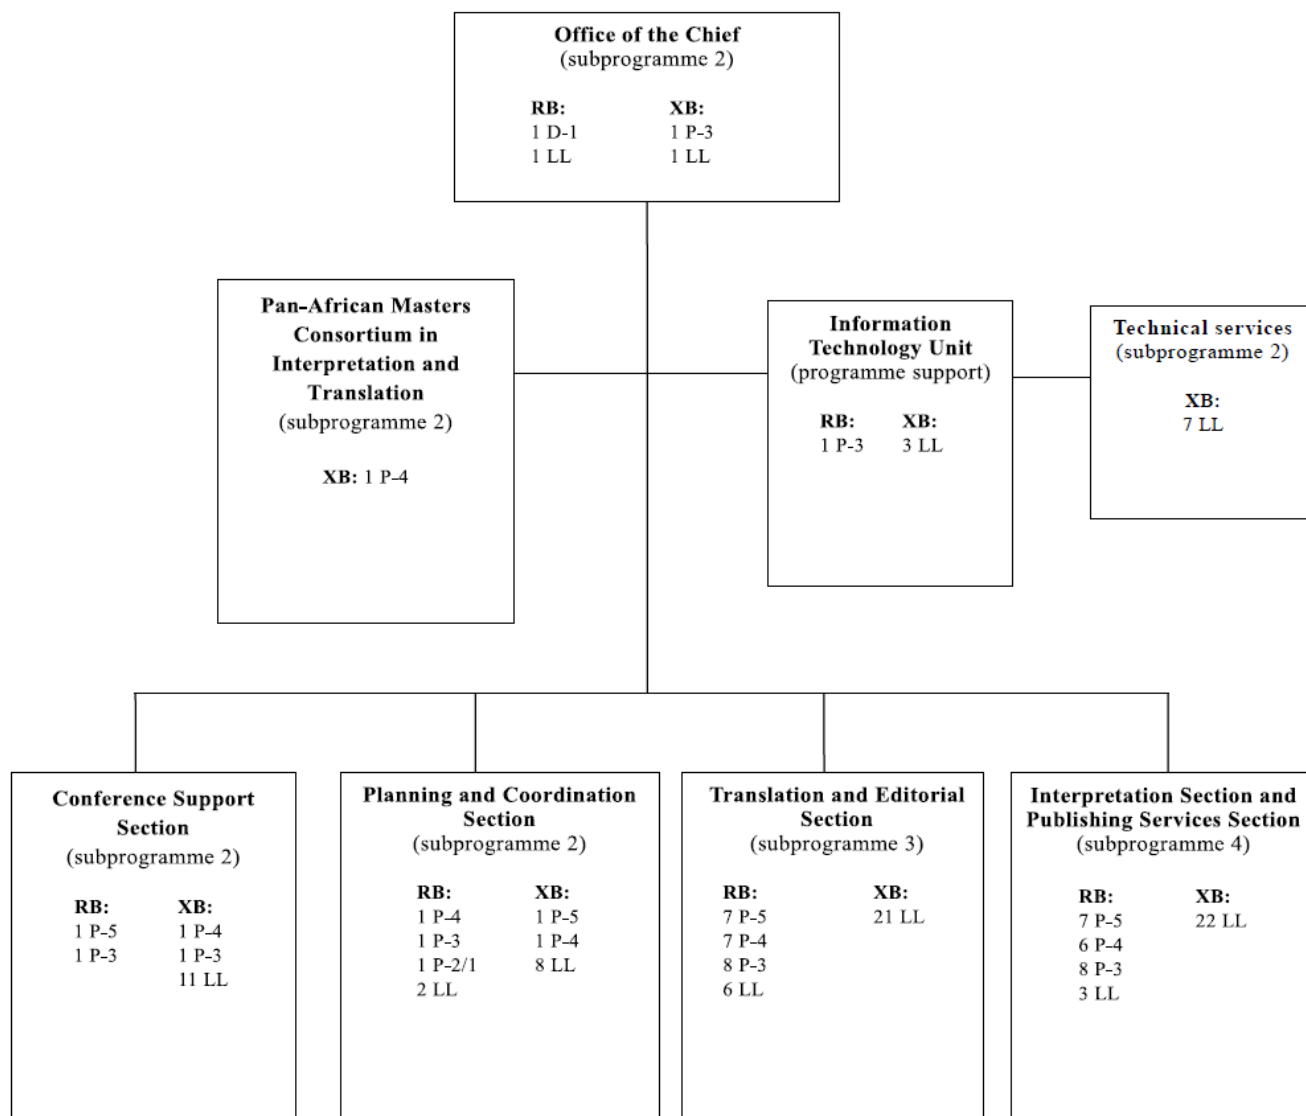 Office of the Chief
(subprogramme 2)
RB: XB:
1 D-1 1 P-3
1 LL 1 LL
Pan-African Masters
Consortium in
Interpretation and
Translation
(subprogramme 2)
XB: 1 P-4
Information
Technology Unit
(programme support)
RB: XB:
1 P-3 3 LL
Technical services
(subprogramme 2)
XB:
7 LL
Conference Support
Section
(subprogramme 2)
RB: XB:
1 P-5 1 P-4
1 P-3 1 P-3
11 LL
Planning and Coordination
Section
(subprogramme 2)
RB: XB:
1 P-4 1 P-5
1 P-3 1 P-4
1 P-2/1 8 LL
2 LL
Translation and Editorial
Section
(subprogramme 3)
RB: XB:
7 P-5 21 LL
7 P-4
8 P-3
6 LL
Interpretation Section and
Publishing Services Section
(subprogramme 4)
RB: XB:
7 P-5 22 LL
6 P-4
8 P-3
3 LL